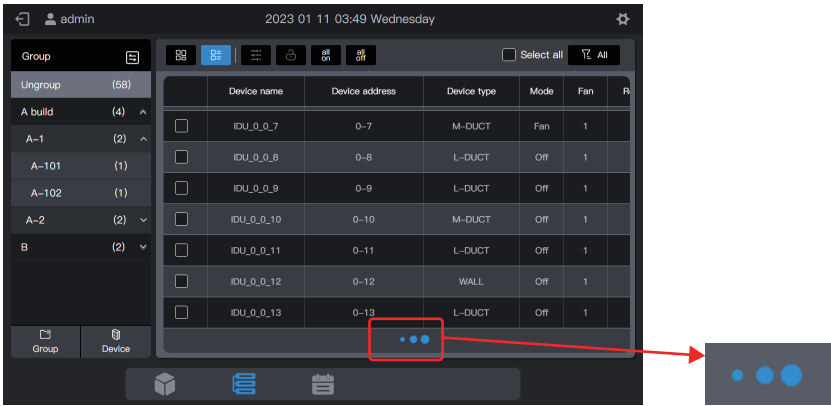 admin
2023 01 11 03:49 Wednesday
Group
Ungroup (58)
A build (4)
A–1 (2)
A–101 (1)
A–102 (1)
A–2 (2)
B (2)
Group
Device
all on
all off
Select all
All
Device name Device address Device type Mode Fan
IDU_0_0_7 0–7 M–DUCT Fan 1
IDU_0_0_8 0–8 L–DUCT Off 1
IDU_0_0_9 0–9 L–DUCT Off 1
IDU_0_0_10 0–10 M–DUCT Off 1
IDU_0_0_11 0–11 L–DUCT Off 1
IDU_0_0_12 0–12 WALL Off 1
IDU_0_0_13 0–13 L–DUCT Off 1